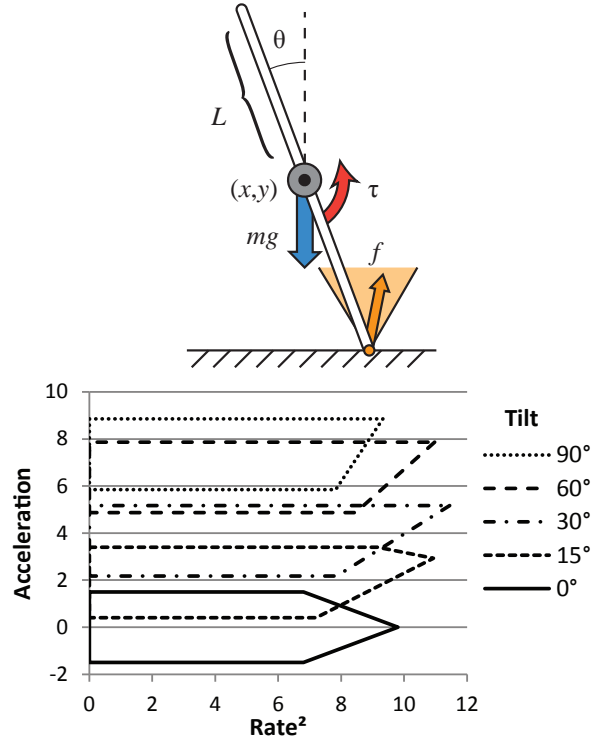 θ
L
(x,y)
τ
mg
f
10
8
6
4
2
0
-2
Acceleration
0 2 4 6 8 10 12
Rate²
Tilt
90°
60°
30°
15°
0°